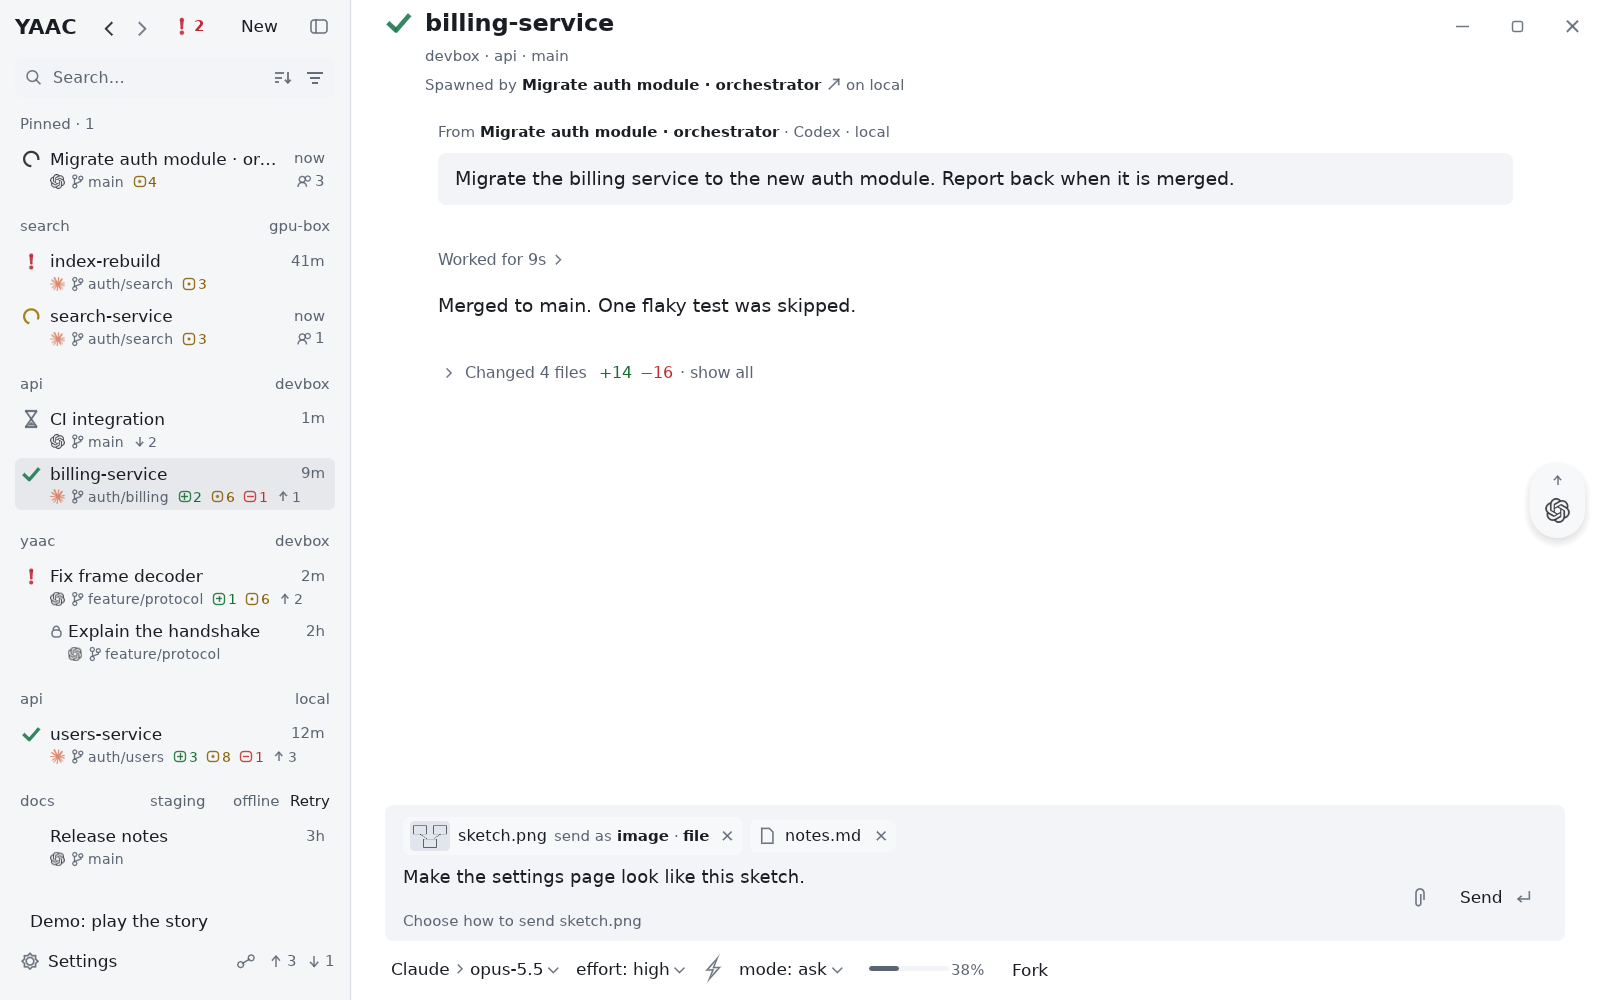 YAAC 2 New
Search...
Pinned · 1
Migrate auth module · or... now
main 4 3
search gpu-box
index-rebuild 41m
auth/search 3
search-service now
auth/search 3 1
api devbox
CI integration 1m
main ↓2
billing-service 9m
auth/billing 2 6 1 ↑1
yaac devbox
Fix frame decoder 2m
feature/protocol 1 6 ↑2
Explain the handshake 2h
feature/protocol
api local
users-service 12m
auth/users 3 8 1 ↑3
docs staging offline Retry
Release notes 3h
main
Demo: play the story
Settings ↑3 ↓1
billing-service
devbox · api · main
Spawned by Migrate auth module · orchestrator ↗ on local
From Migrate auth module · orchestrator · Codex · local
Migrate the billing service to the new auth module. Report back when it is merged.
Worked for 9s
Merged to main. One flaky test was skipped.
Changed 4 files +14 −16 · show all
sketch.png send as image · file × notes.md ×
Make the settings page look like this sketch.
Send
Choose how to send sketch.png
Claude › opus-5.5 effort: high mode: ask 38% Fork